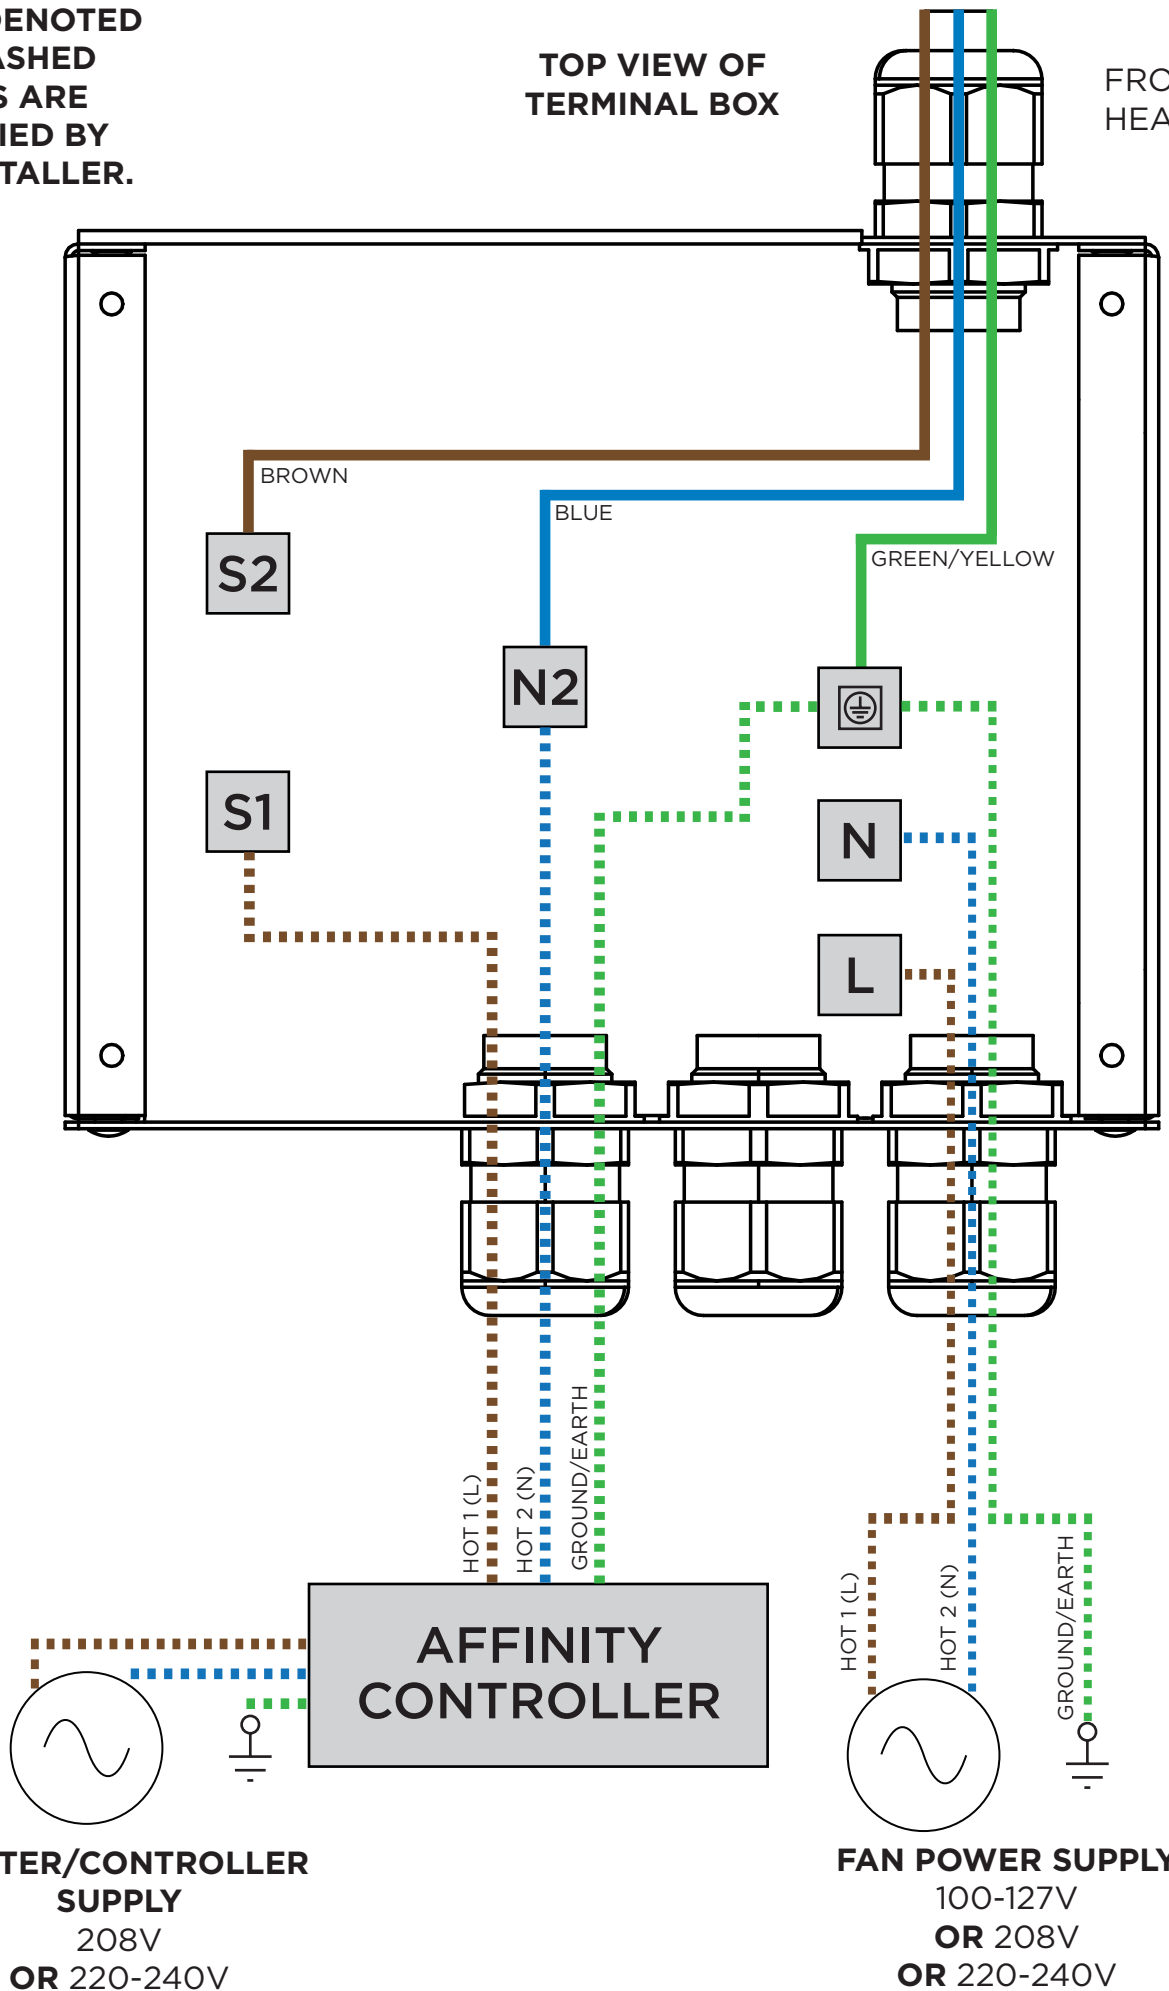 DENOTED
ASHED
S ARE
IED BY
TALLER.
TOP VIEW OF
TERMINAL BOX
FRO
HEA
BROWN
BLUE
GREEN/YELLOW
S2
N2
S1
N
L
HOT 1 (L)
HOT 2 (N)
GROUND/EARTH
HOT 1 (L)
HOT 2 (N)
GROUND/EARTH
AFFINITY
CONTROLLER
TER/CONTROLLER
SUPPLY
208V
OR 220-240V
FAN POWER SUPPLY
100-127V
OR 208V
OR 220-240V